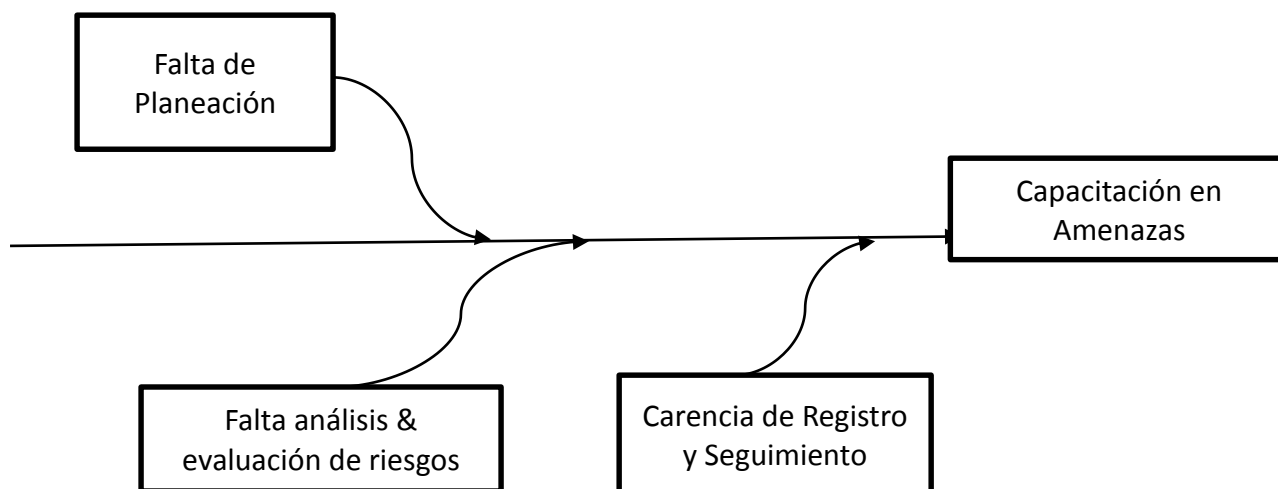 Falta de
Planeación
Capacitación en
Amenazas
Falta análisis &
evaluación de riesgos
Carencia de Registro
y Seguimiento